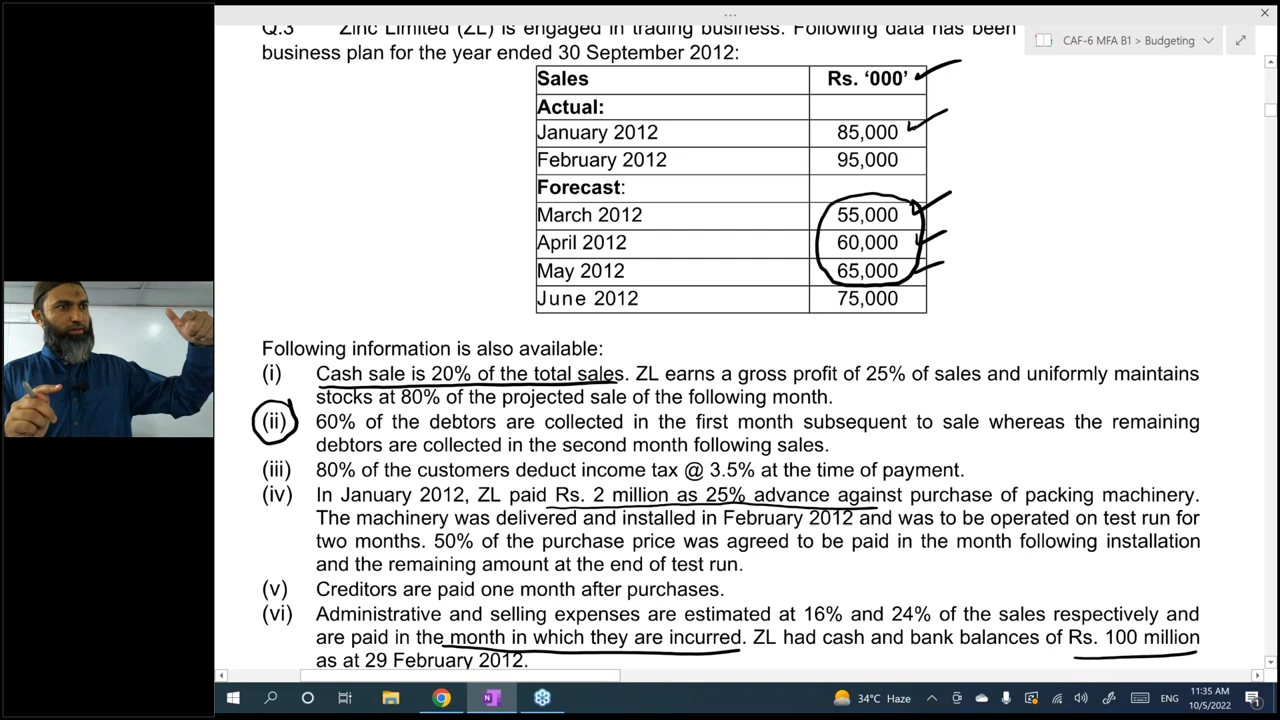 Q.3 Zinc Limited (ZL) is engaged in trading business. Following data has been
CAF-6 MFA B1 > Budgeting
business plan for the year ended 30 September 2012:
Sales Rs. ‘000’
Actual:
January 2012 85,000
February 2012 95,000
Forecast:
March 2012 55,000
April 2012 60,000
May 2012 65,000
June 2012 75,000
Following information is also available:
(i) Cash sale is 20% of the total sales. ZL earns a gross profit of 25% of sales and uniformly maintains
stocks at 80% of the projected sale of the following month.
(ii) 60% of the debtors are collected in the first month subsequent to sale whereas the remaining
debtors are collected in the second month following sales.
(iii) 80% of the customers deduct income tax @ 3.5% at the time of payment.
(iv) In January 2012, ZL paid Rs. 2 million as 25% advance against purchase of packing machinery.
The machinery was delivered and installed in February 2012 and was to be operated on test run for
two months. 50% of the purchase price was agreed to be paid in the month following installation
and the remaining amount at the end of test run.
(v) Creditors are paid one month after purchases.
(vi) Administrative and selling expenses are estimated at 16% and 24% of the sales respectively and
are paid in the month in which they are incurred. ZL had cash and bank balances of Rs. 100 million
as at 29 February 2012.
34°C Haze
ENG
11:35 AM
10/5/2022